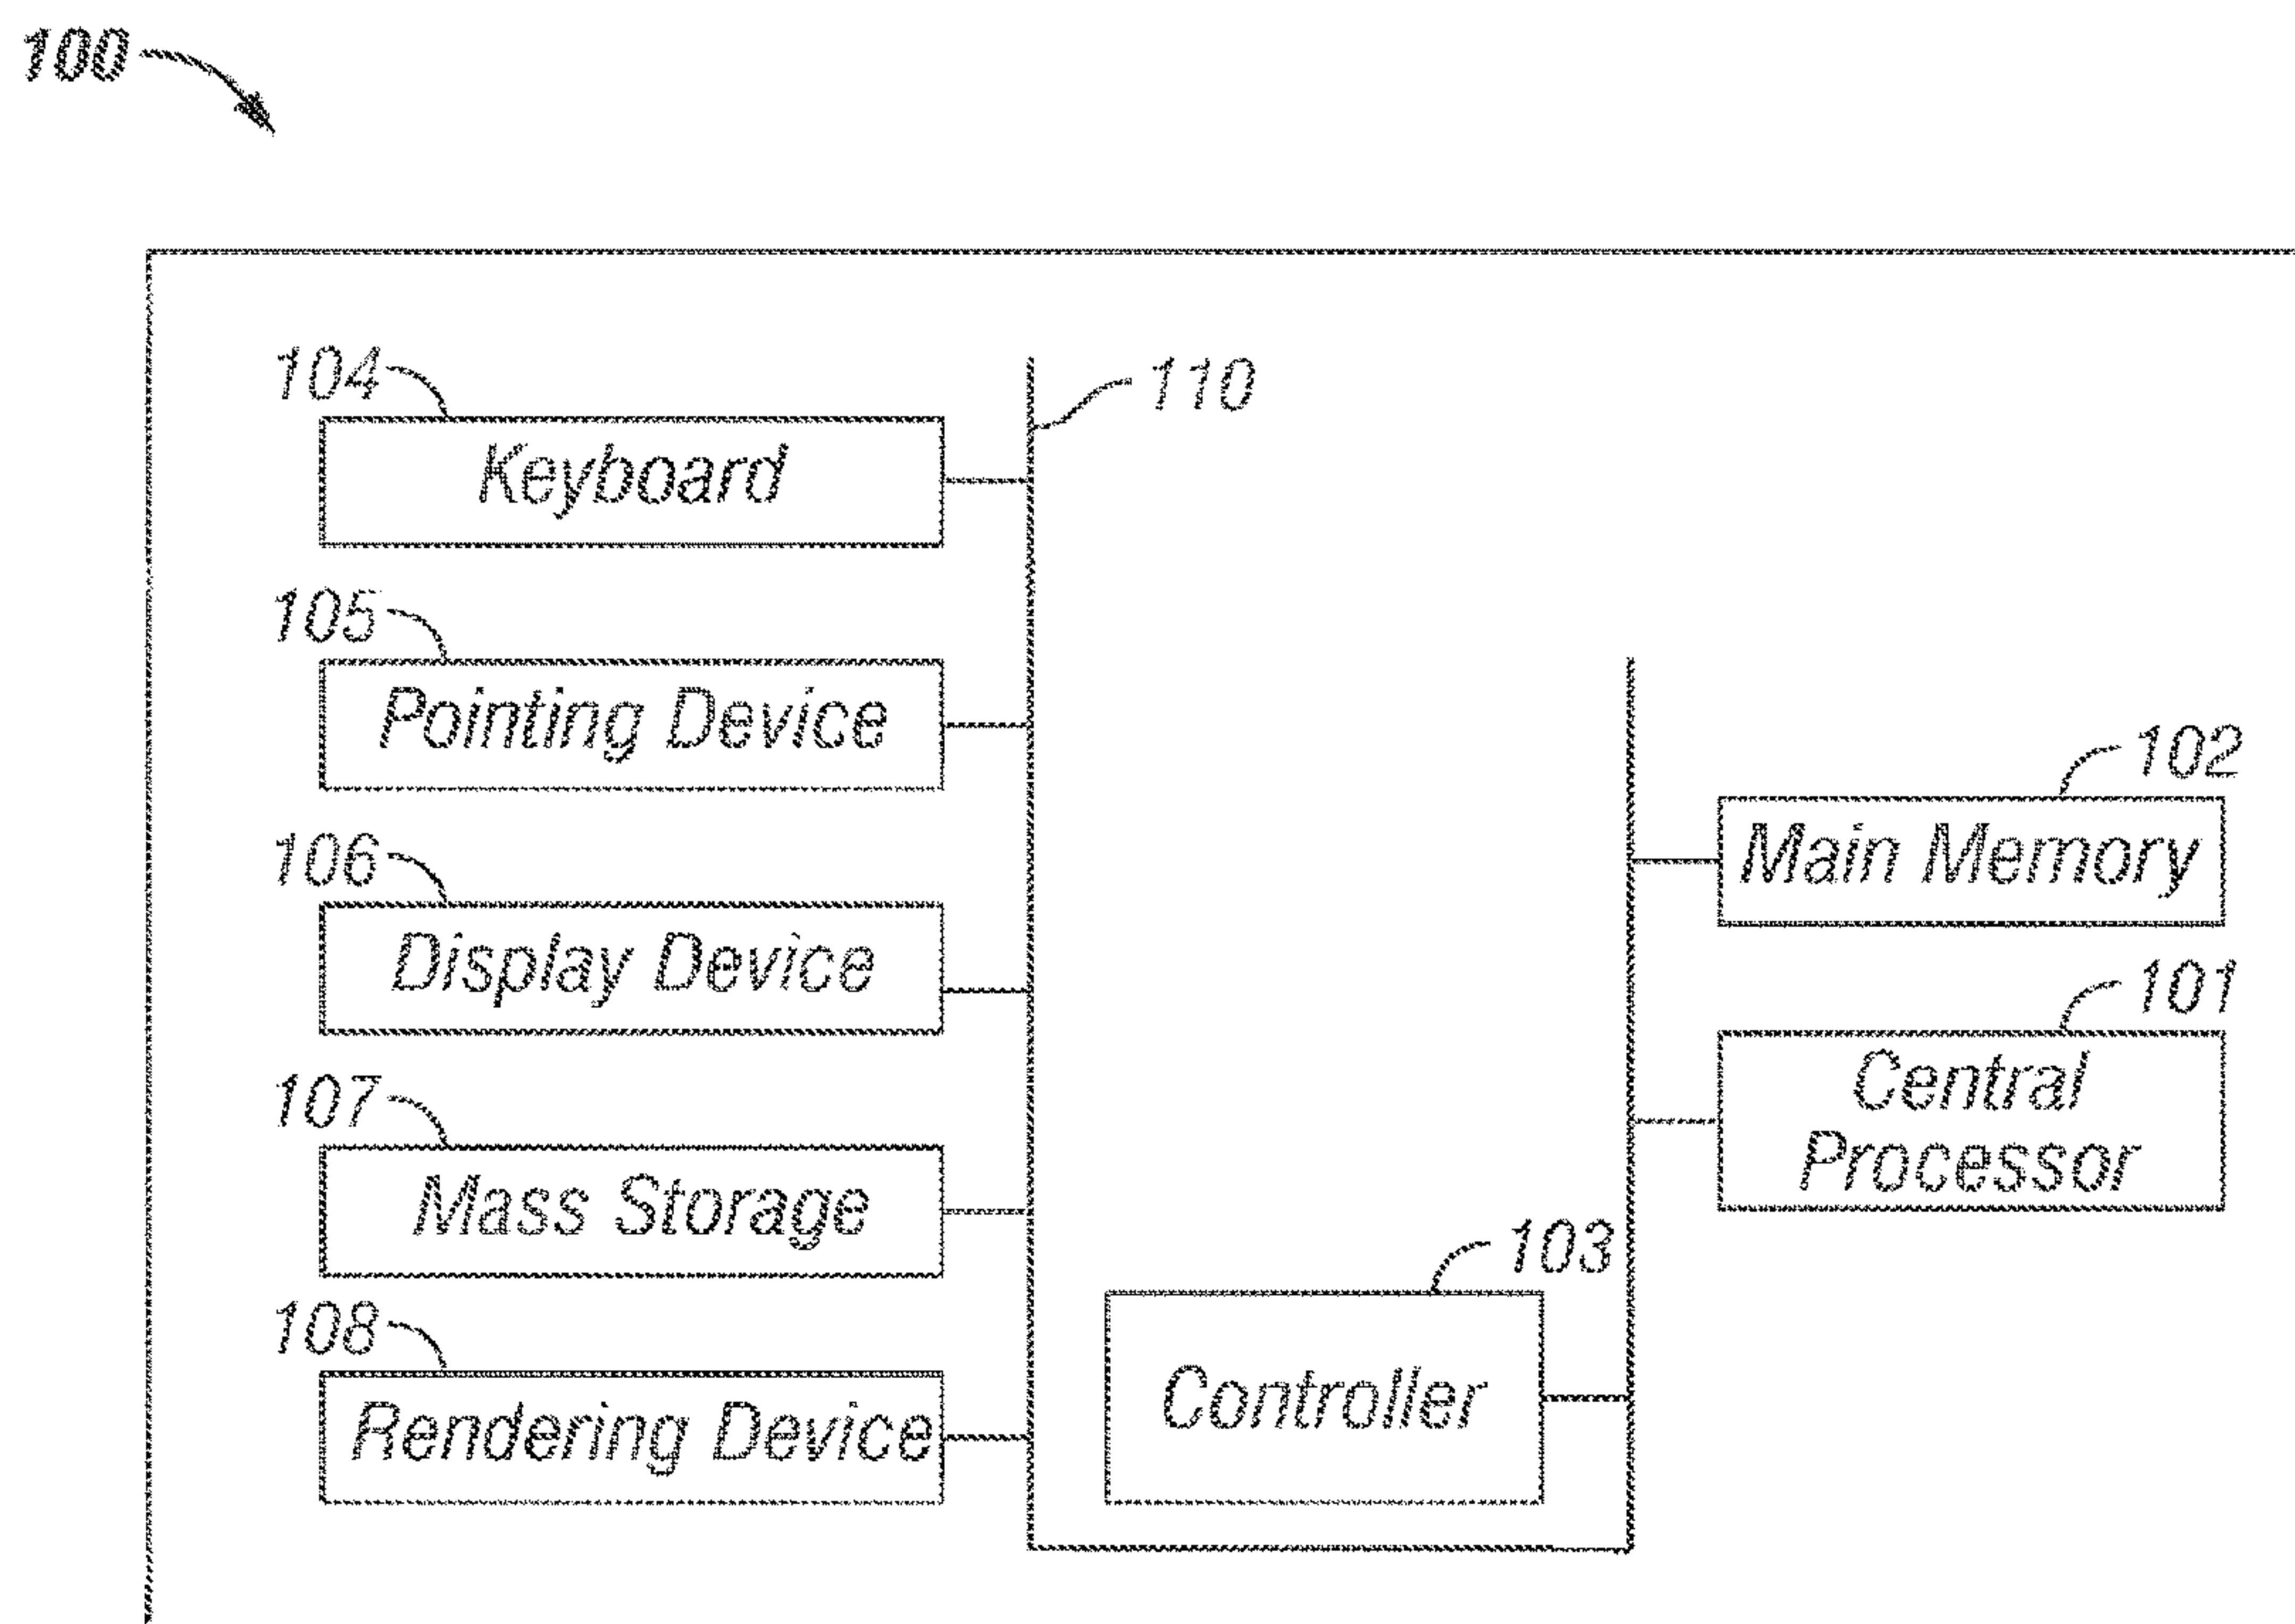 100
104
110
Keyboard
105
Pointing Device
102
Main Memory
106
Display Device
101
Central
Processor
107
Mass Storage
103
Controller
108
Rendering Device